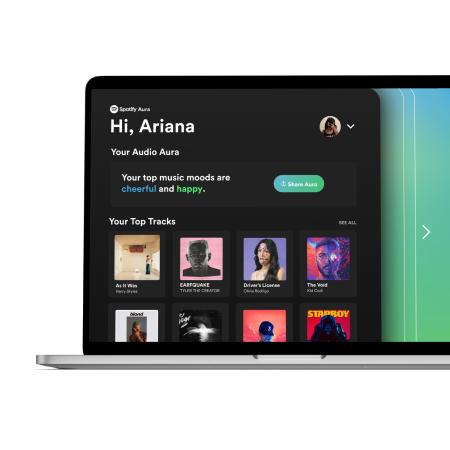 Spotify Aura
Hi, Ariana
Your Audio Aura
Your top music moods are
cheerful and happy.
Share Aura
Your Top Tracks
SEE ALL
As It Was
Harry Styles
EARFQUAKE
TYLER THE CREATOR
Driver's License
Olivia Rodrigo
The Void
Kid Cudi
blond
STARBOY